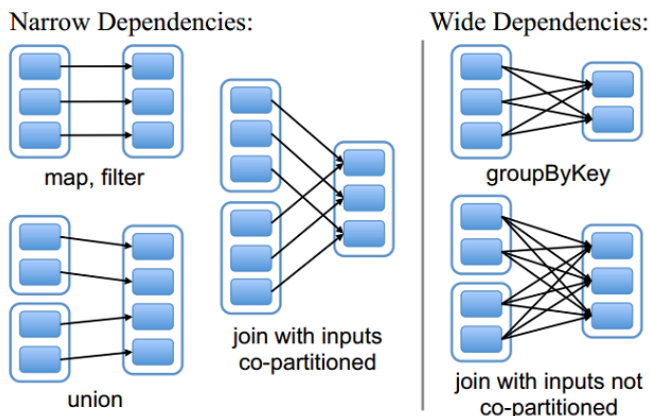 Narrow Dependencies:
Wide Dependencies:
map, filter
groupByKey
join with inputs
co-partitioned
union
join with inputs not
co-partitioned